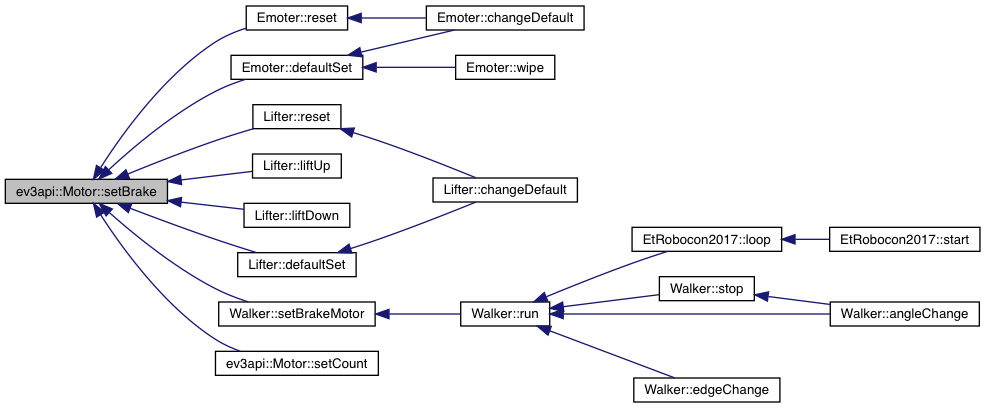 Emoter::reset
Emoter::changeDefault
Emoter::defaultSet
Emoter::wipe
Lifter::reset
Lifter::liftUp
ev3api::Motor::setBrake
Lifter::changeDefault
Lifter::liftDown
EtRobocon2017::loop
EtRobocon2017::start
Lifter::defaultSet
Walker::stop
Walker::setBrakeMotor
Walker::run
Walker::angleChange
ev3api::Motor::setCount
Walker::edgeChange